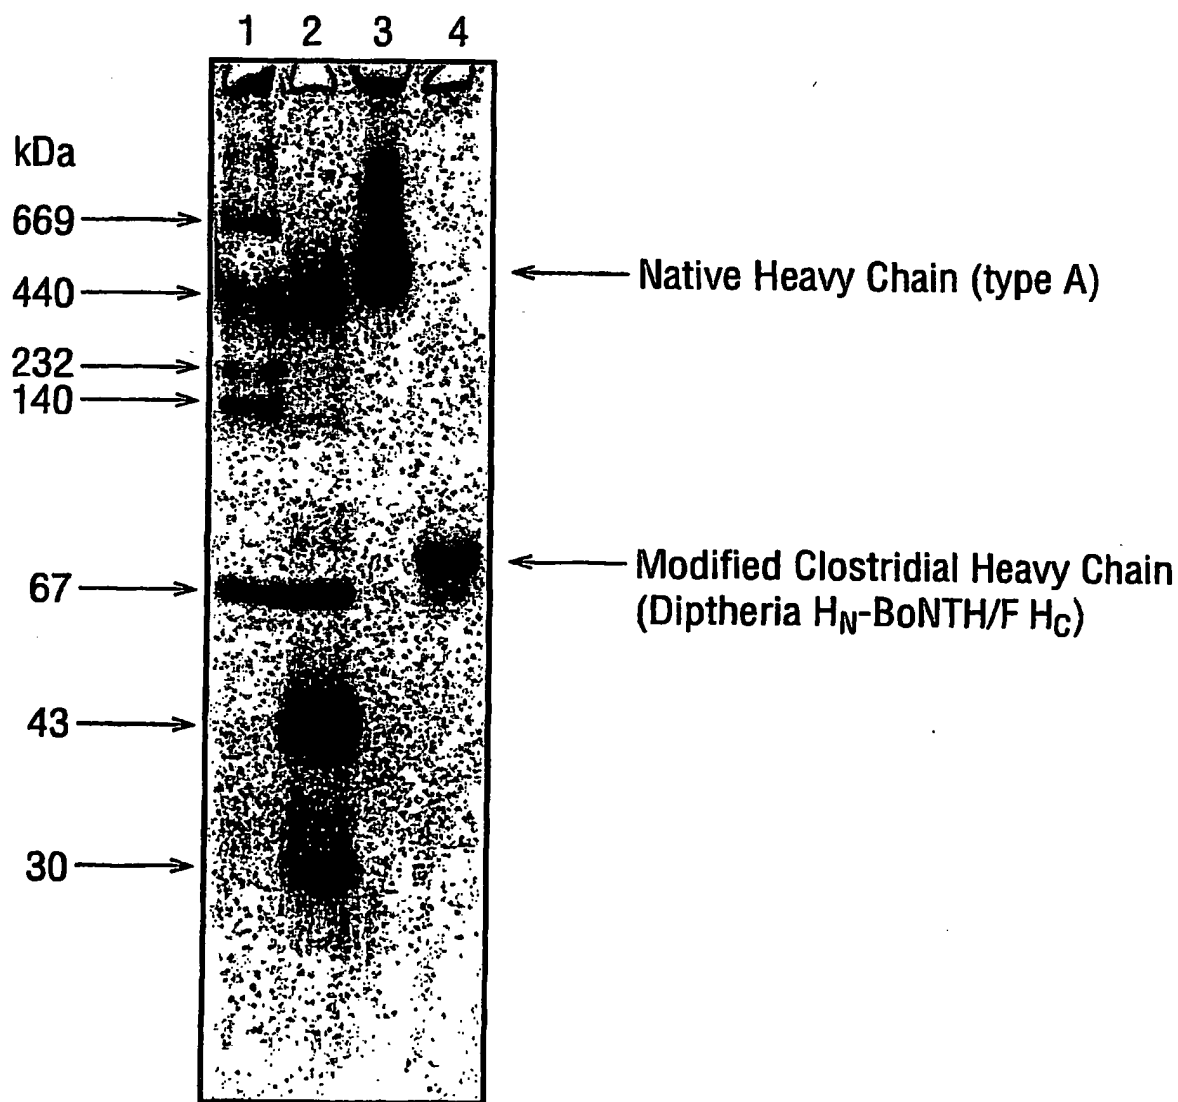 1 2 3 4
kDa
669
440
232
140
67
43
30
Native Heavy Chain (type A)
Modified Clostridial Heavy Chain
(Diptheria HN-BoNTH/F HC)